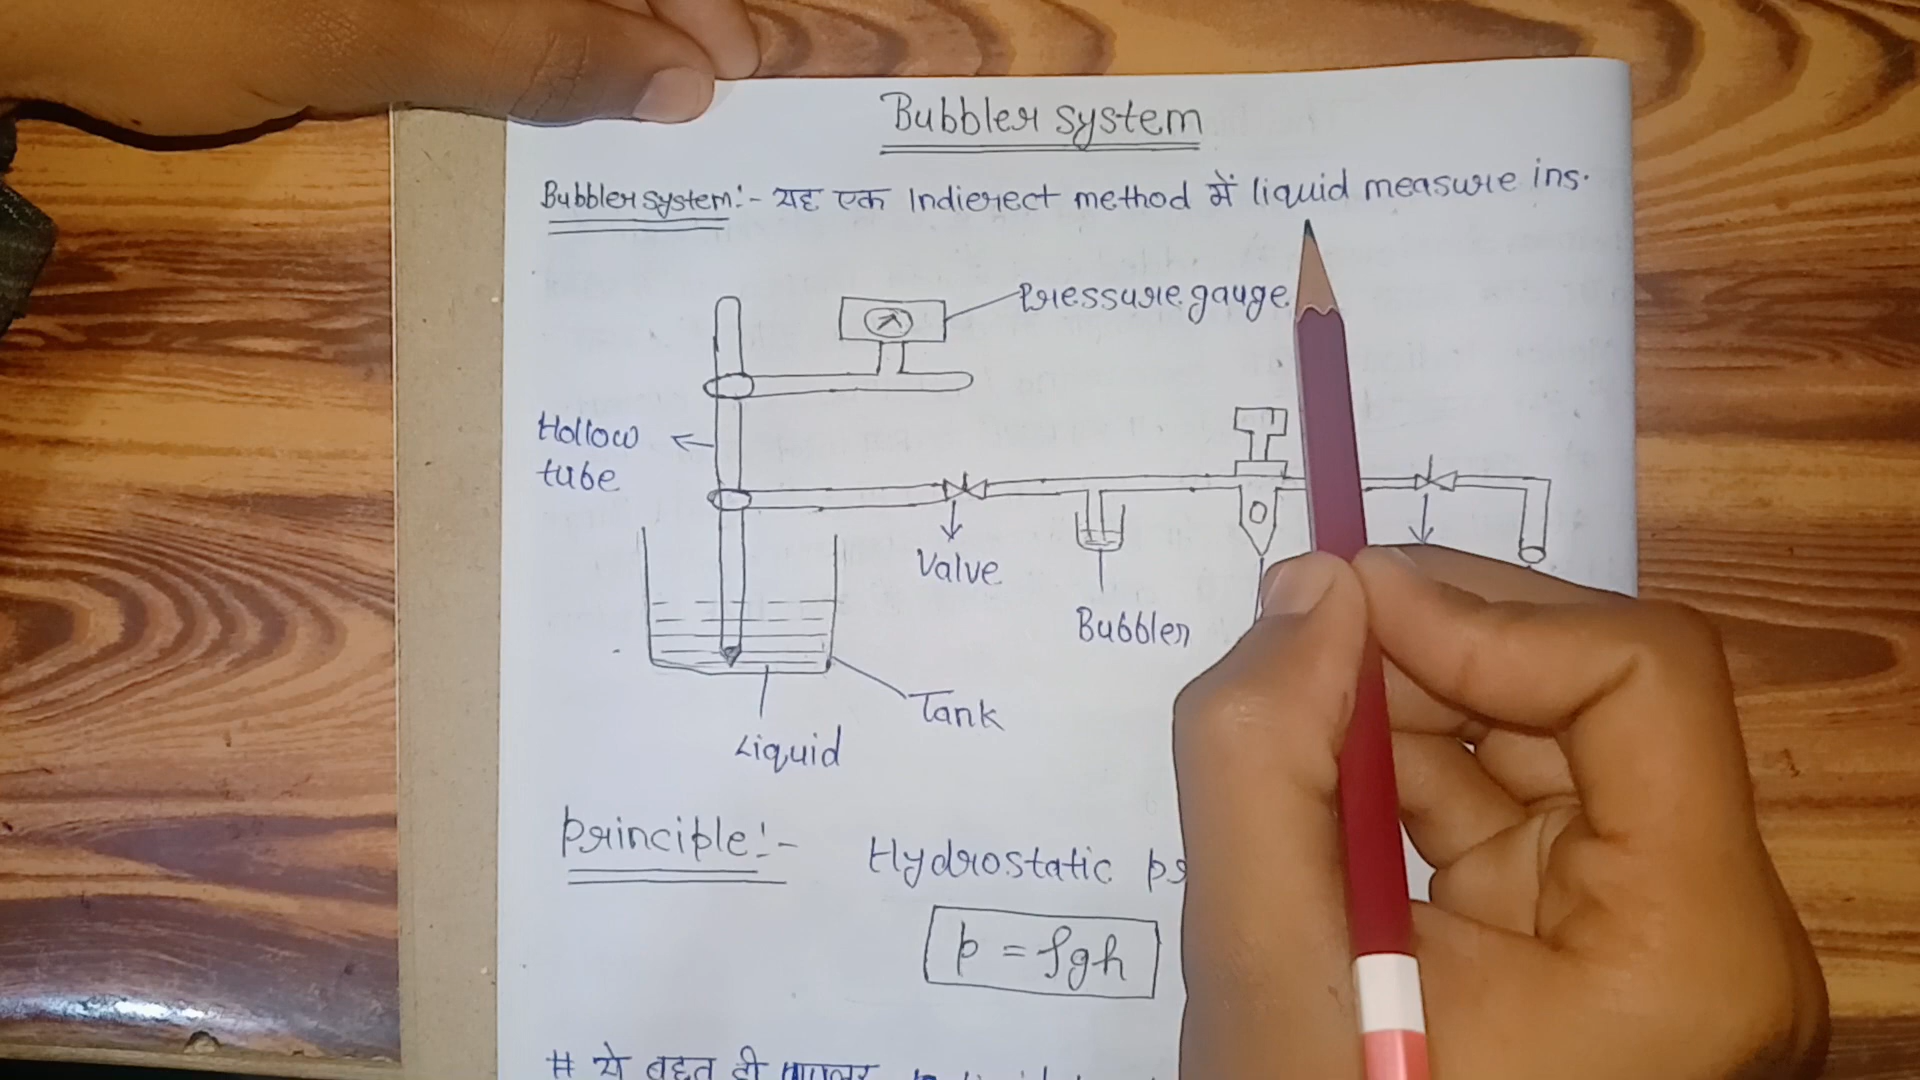 Bubbler system
Bubbler system:- यह एक Indierect method में liquid measure ins.
Pressure gauge
Hollow
tube
Valve
Bubbler
Tank
Liquid
principle:-
Hydrostatic
p = ρgh
# ये बहुत ही